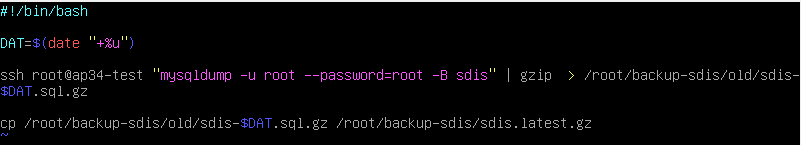 #!/bin/bash
DAT=$(date "+%u")
ssh root@ap34-test "mysqldump -u root --password=root -B sdis" | gzip  > /root/backup-sdis/old/sdis-
$DAT.sql.gz
cp /root/backup-sdis/old/sdis-$DAT.sql.gz /root/backup-sdis/sdis.latest.gz
~